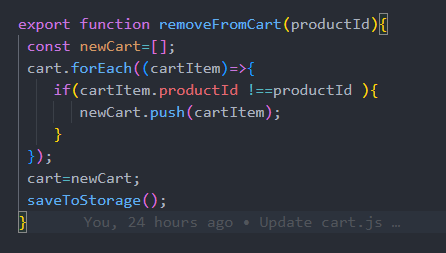 export function removeFromCart(productId){
const newCart=[];
cart.forEach((cartItem)=>{
if(cartItem.productId !==productId ){
newCart.push(cartItem);
}
});
cart=newCart;
saveToStorage();
} You, 24 hours ago • Update cart.js …